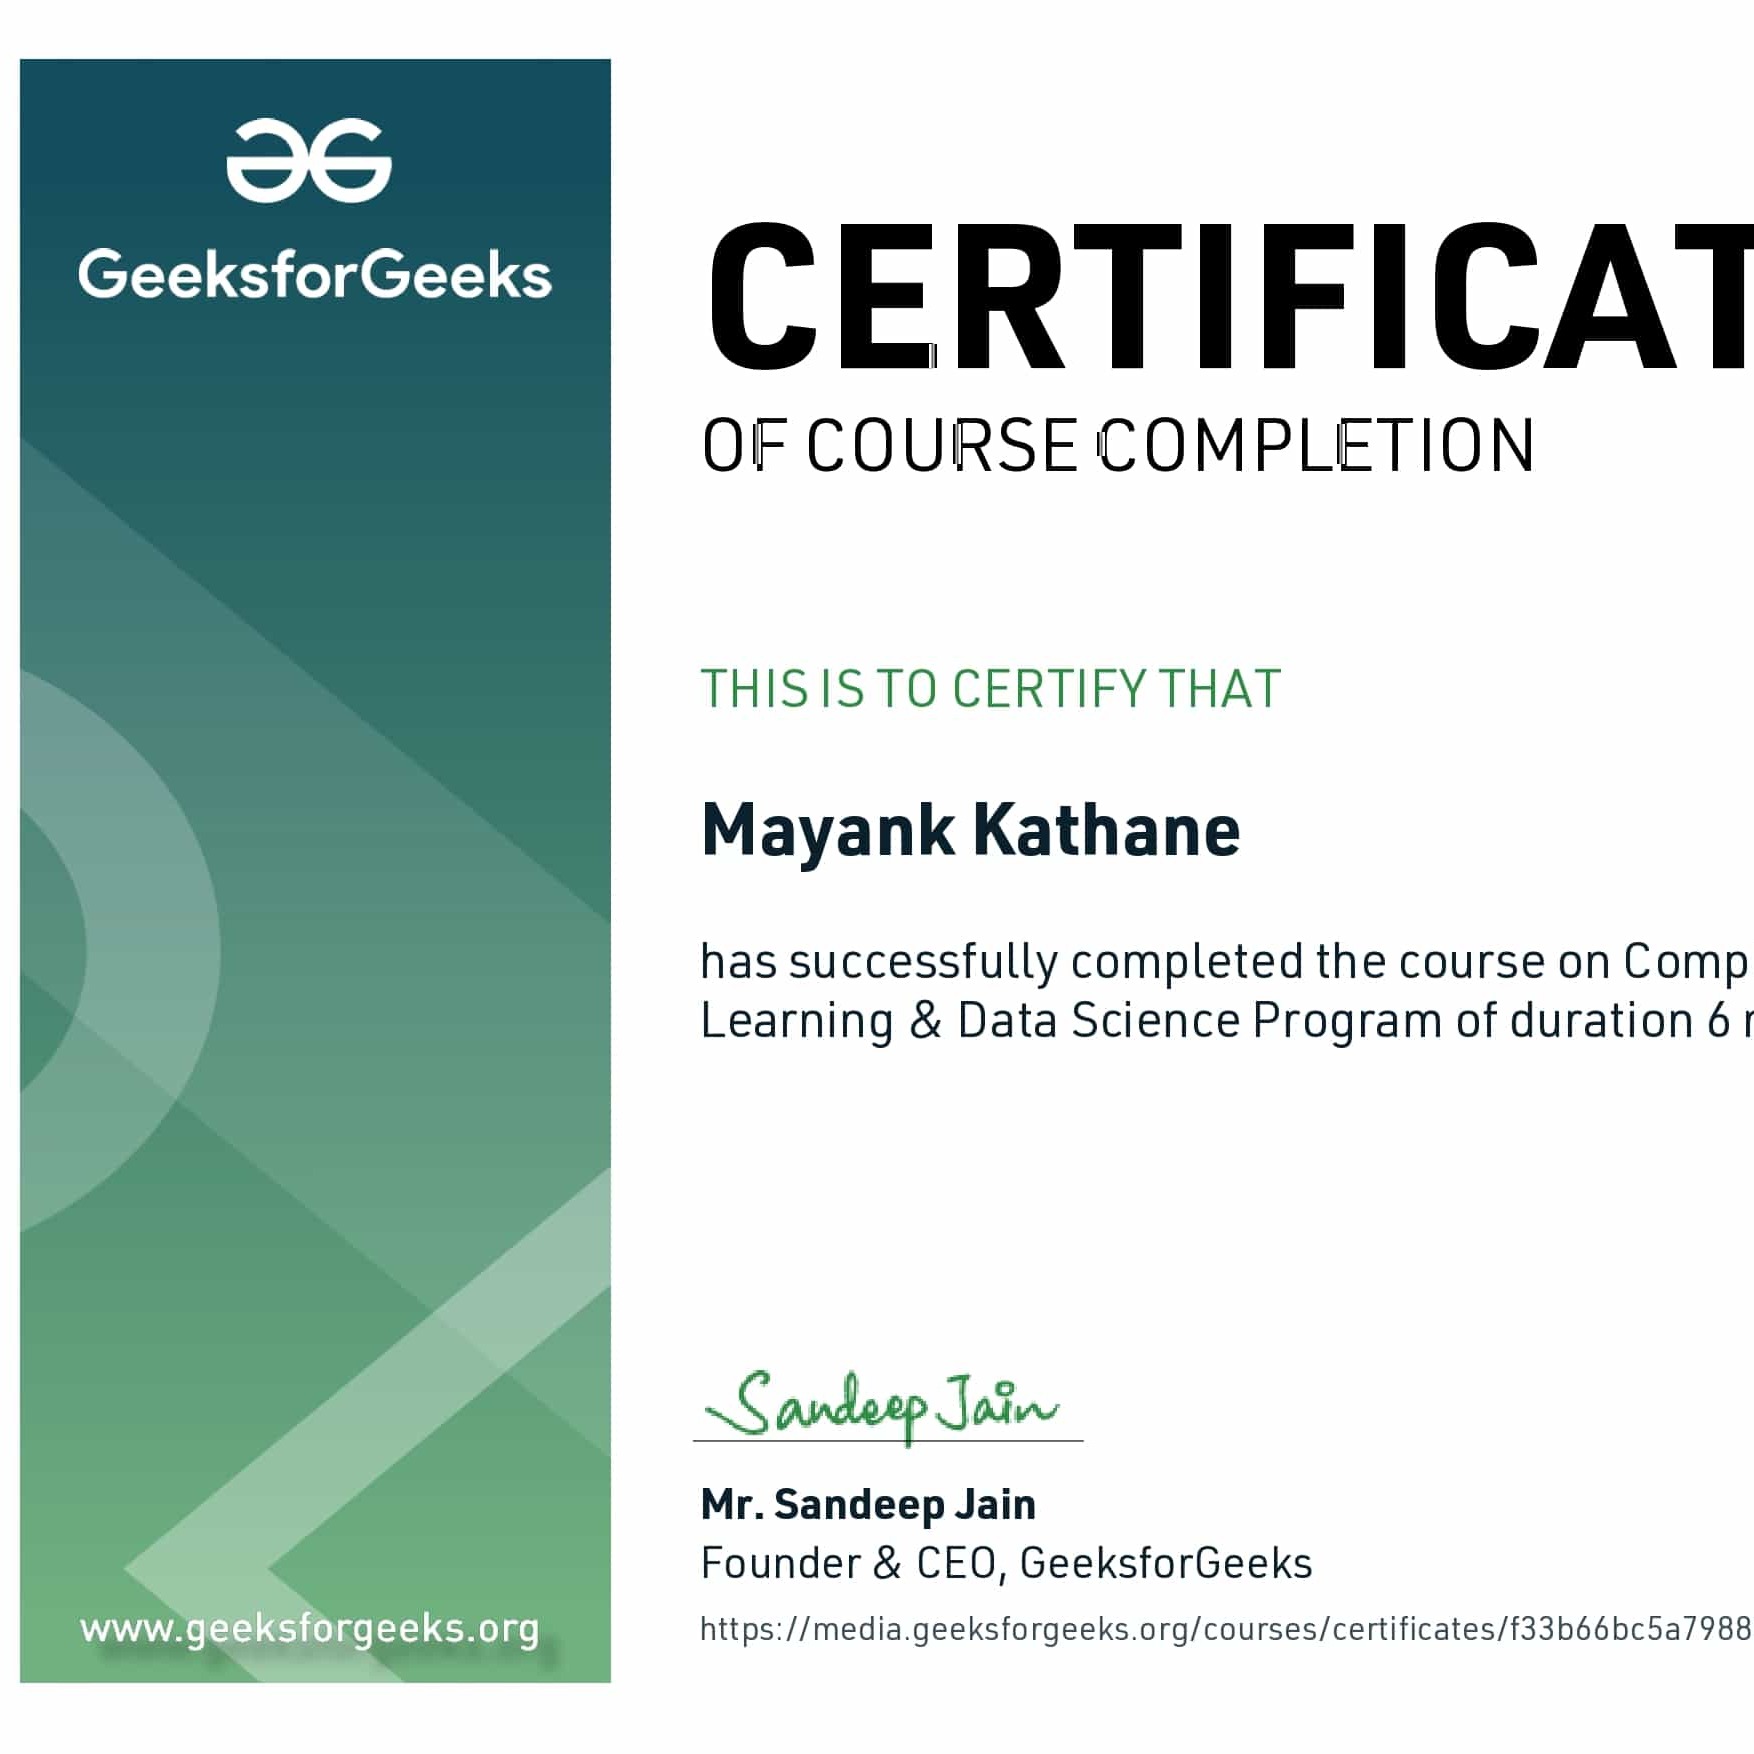 GeeksforGeeks
CERTIFICAT
OF COURSE COMPLETION
THIS IS TO CERTIFY THAT
Mayank Kathane
has successfully completed the course on Comp
Learning & Data Science Program of duration 6
Sandeep Jain
Mr. Sandeep Jain
Founder & CEO, GeeksforGeeks
https://media.geeksforgeeks.org/courses/certificates/f33b66bc5a7988
www.geeksforgeeks.org